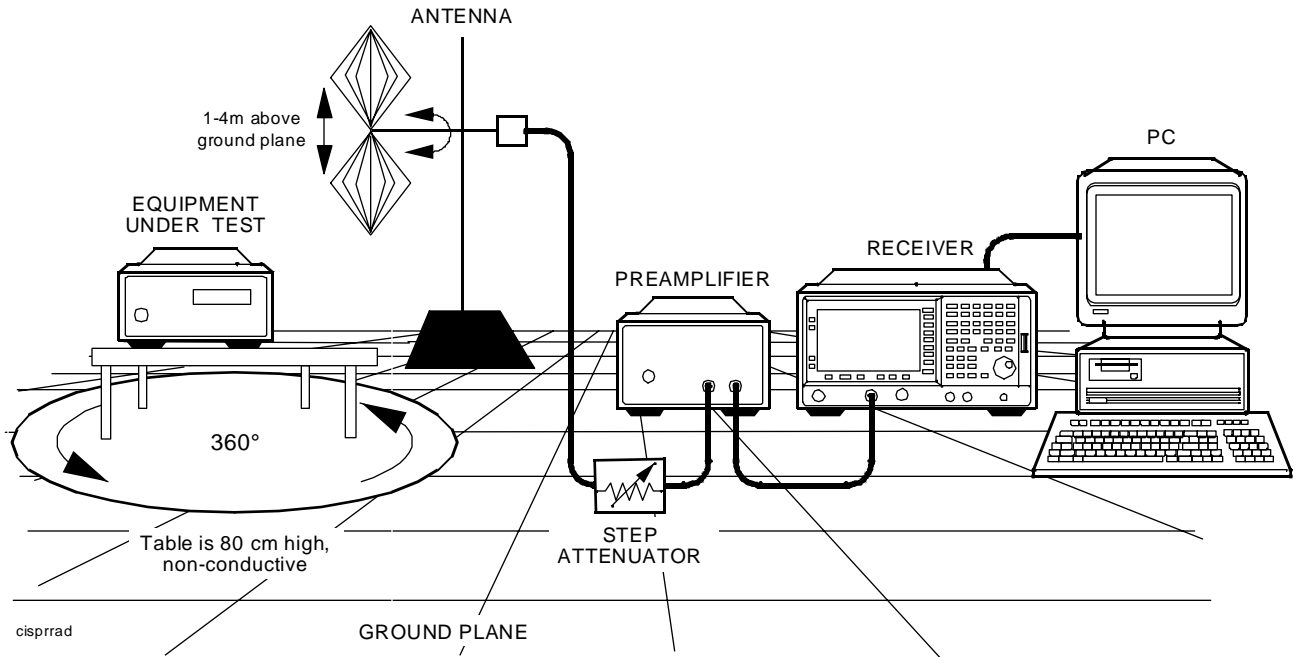 ANTENNA
1-4m above
ground plane
PC
EQUIPMENT
UNDER TEST
RECEIVER
PREAMPLIFIER
360°
STEP
ATTENUATOR
Table is 80 cm high,
non-conductive
cisprrad
GROUND PLANE